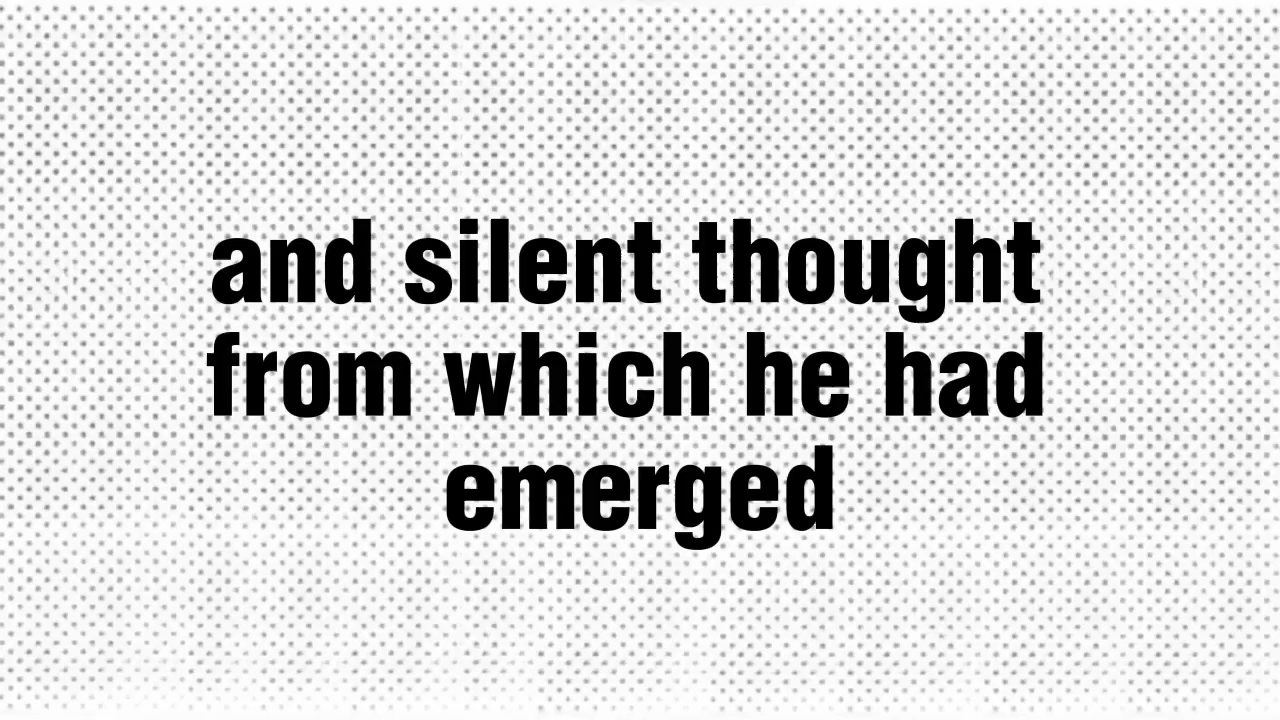 and silent thought
from which he had
emerged